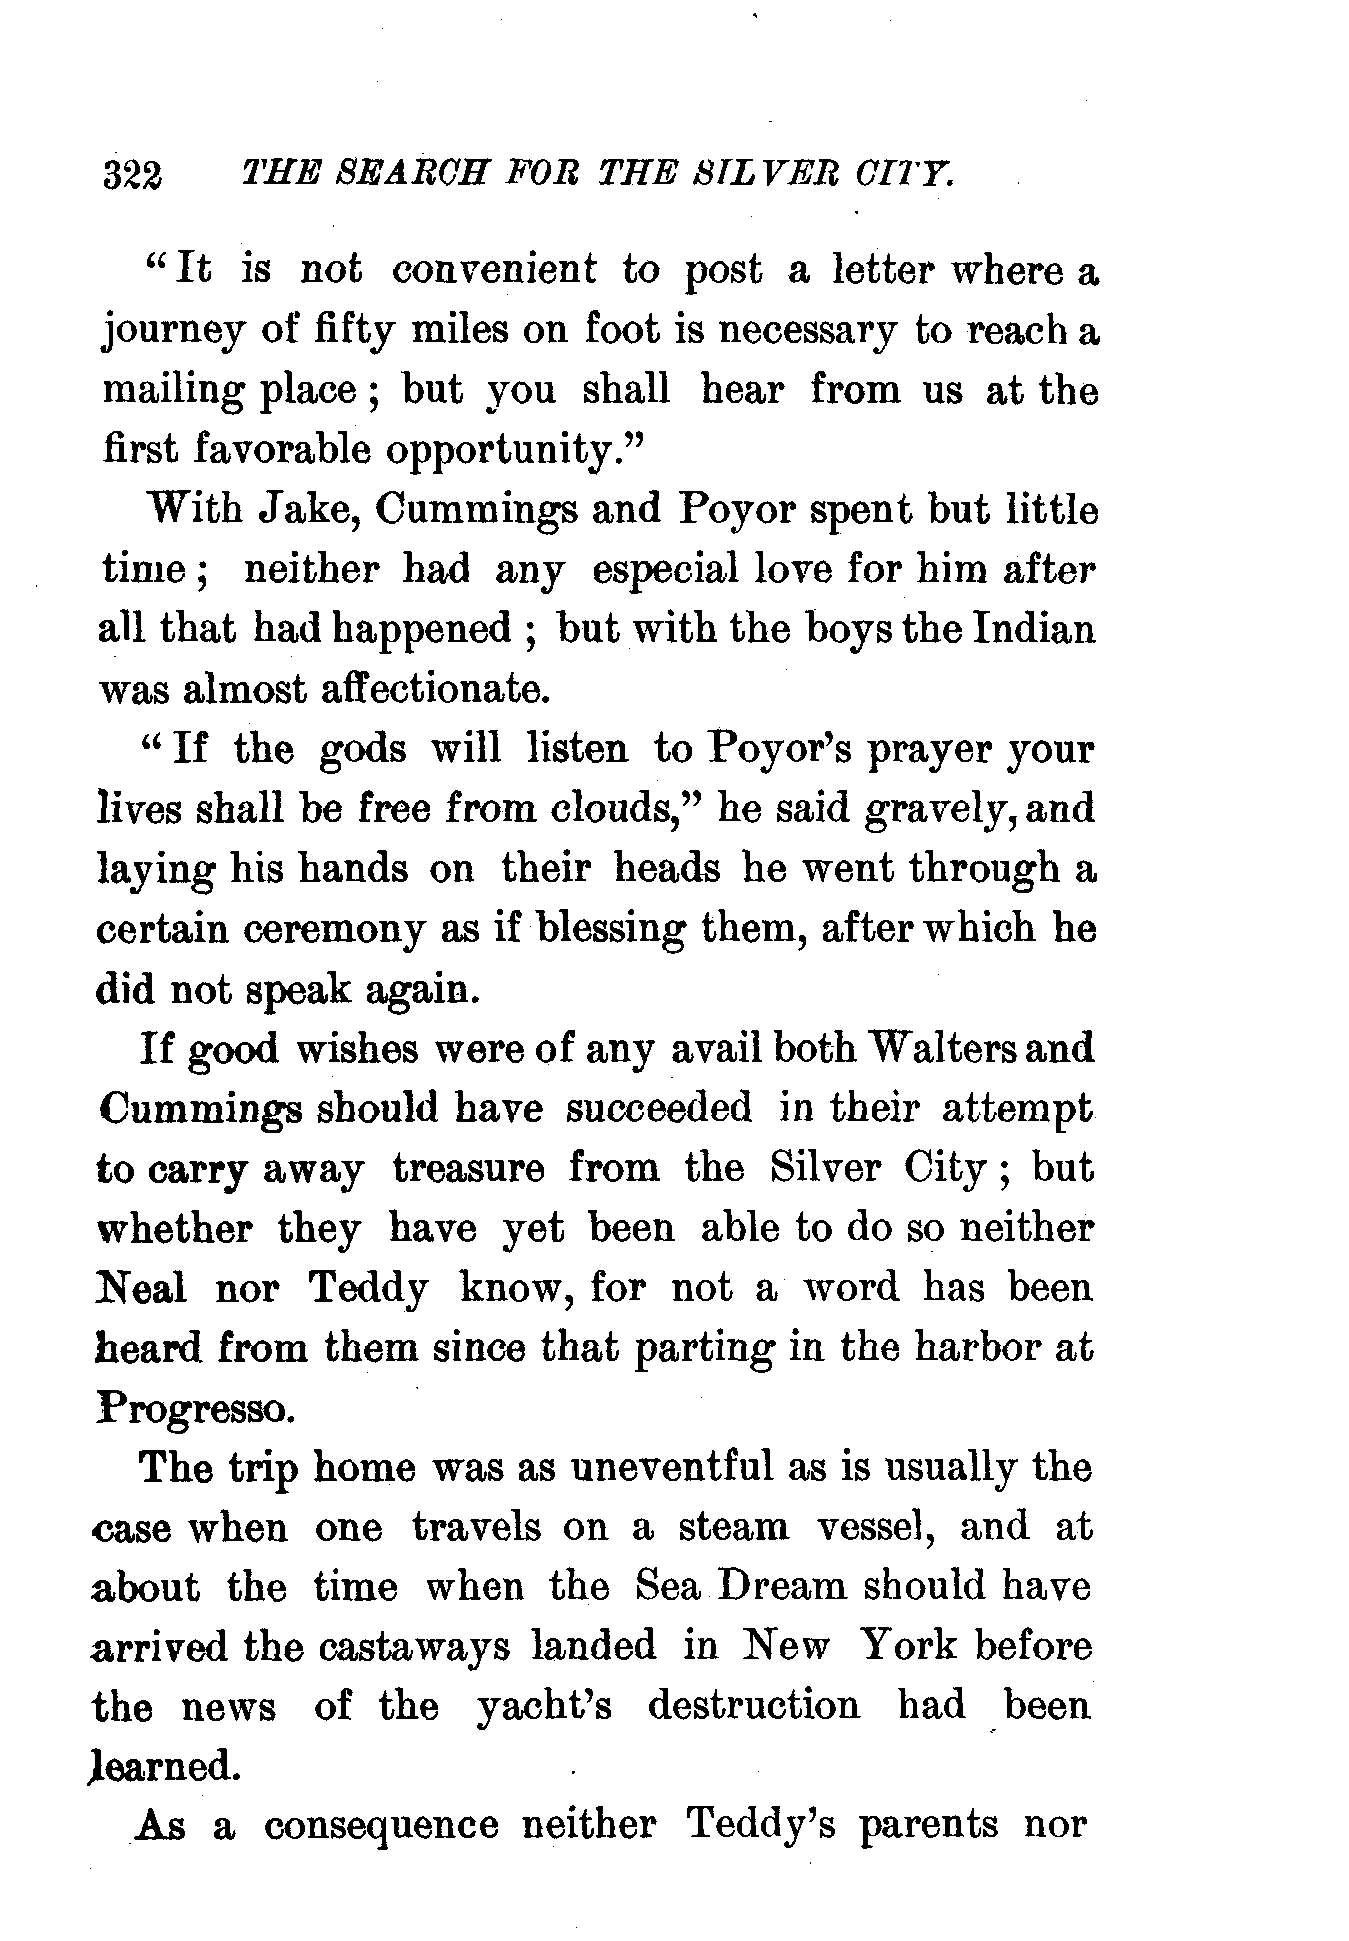 322 THE SEARCH FOR THE SILVER CITY.
“It is not convenient to post a letter where a
journey of fifty miles on foot is necessary to reach a
mailing place ; but you shall hear from us at the
first favorable opportunity.”
With Jake, Cummings and Poyor spent but little
time ; neither had any especial love for him after
all that had happened ; but with the boys the Indian
was almost affectionate.
“If the gods will listen to Poyor’s prayer your
lives shall be free from clouds,” he said gravely, and
laying his hands on their heads he went through a
certain ceremony as if blessing them, after which he
did not speak again.
If good wishes were of any avail both Walters and
Cummings should have succeeded in their attempt
to carry away treasure from the Silver City ; but
whether they have yet been able to do so neither
Neal nor Teddy know, for not a word has been
heard from them since that parting in the harbor at
Progresso.
The trip home was as uneventful as is usually the
case when one travels on a steam vessel, and at
about the time when the Sea Dream should have
arrived the castaways landed in New York before
the news of the yacht’s destruction had been
learned.
As a consequence neither Teddy’s parents nor